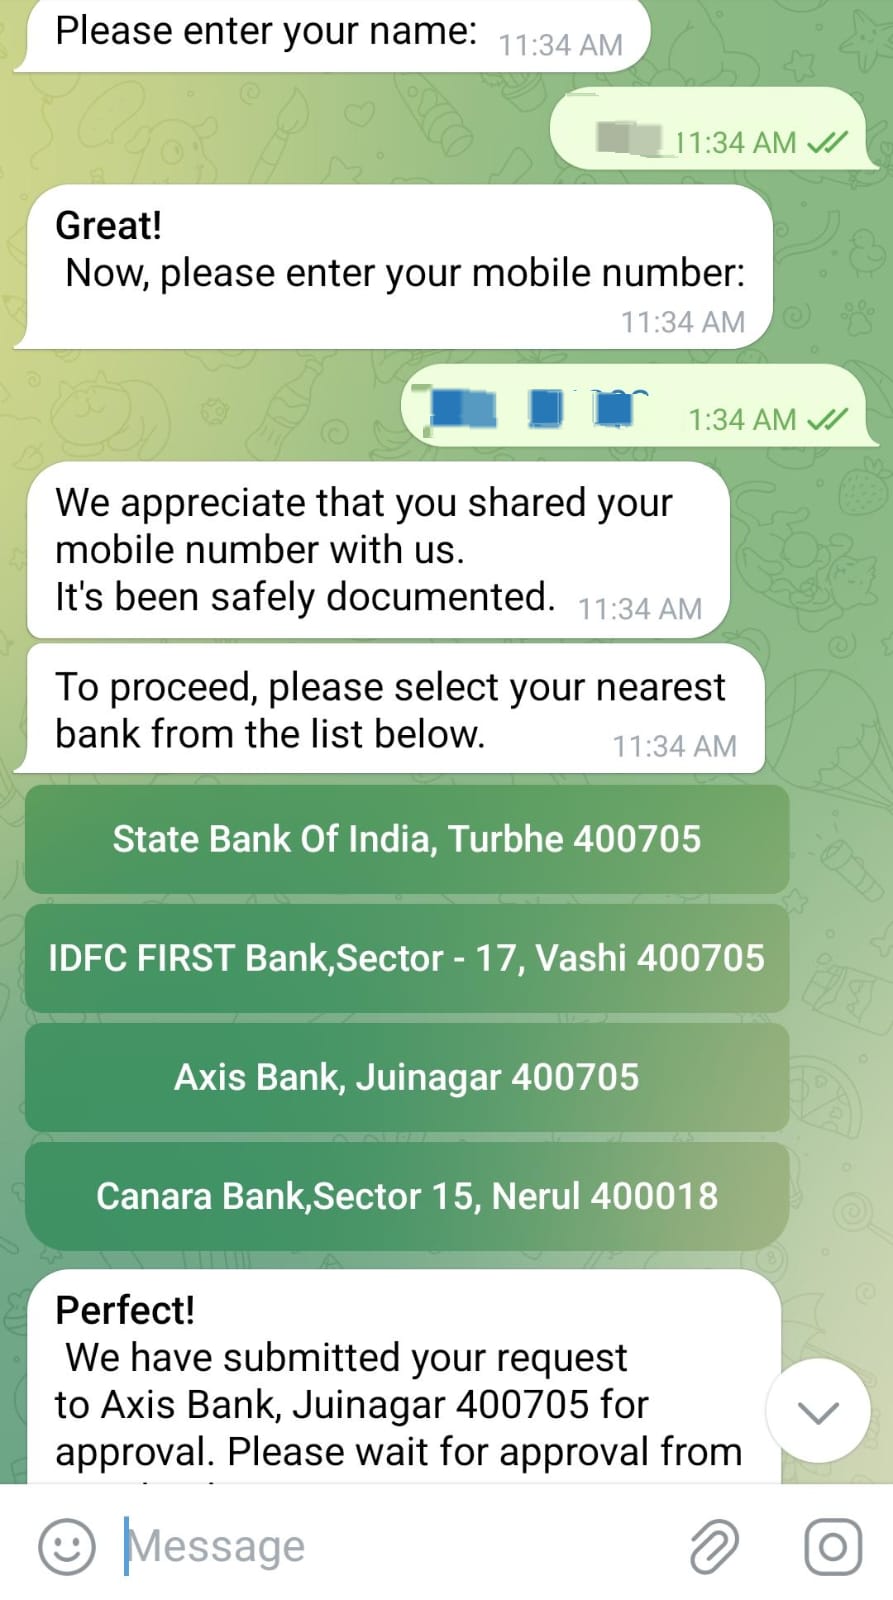 Please enter your name:
11:34 AM
11:34 AM
Great!
Now, please enter your mobile number:
11:34 AM
1:34 AM
We appreciate that you shared your
mobile number with us.
It's been safely documented.
11:34 AM
To proceed, please select your nearest
bank from the list below.
11:34 AM
State Bank Of India, Turbhe 400705
IDFC FIRST Bank,Sector - 17, Vashi 400705
Axis Bank, Juinagar 400705
Canara Bank,Sector 15, Nerul 400018
Perfect!
We have submitted your request
to Axis Bank, Juinagar 400705 for
approval. Please wait for approval from
Message